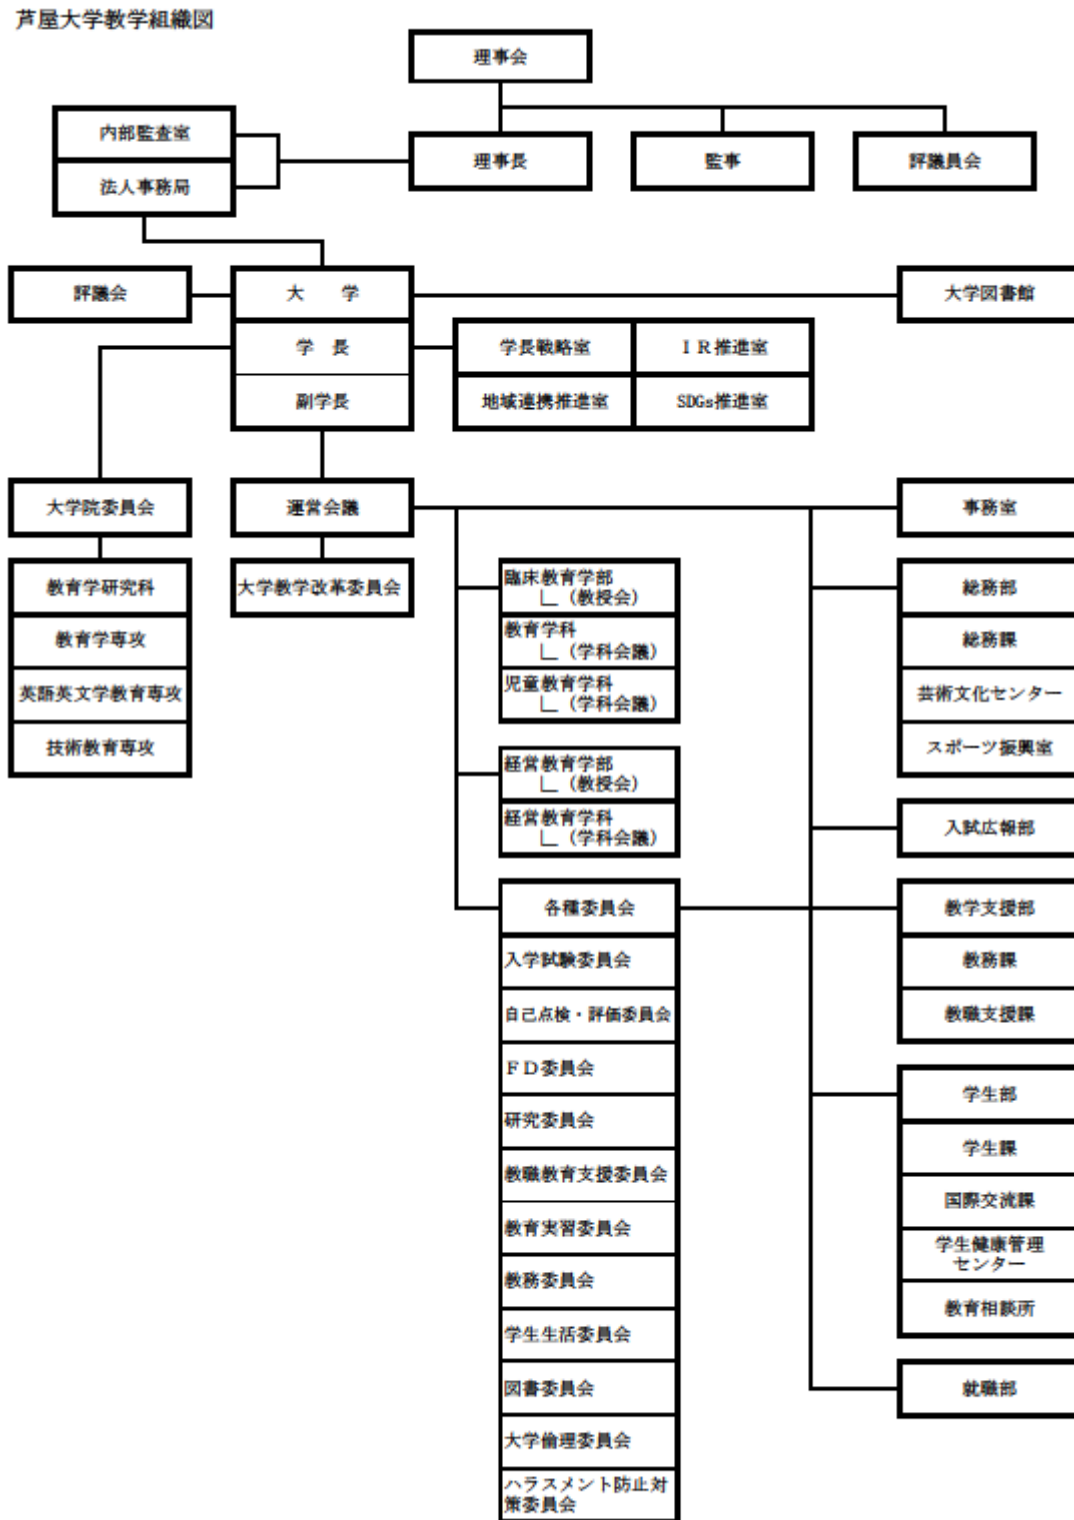 芦屋大学教学組織図
理事会
内部監査室
理事長
監事
評議員会
法人事務局
評議会
大　学
大学図書館
学　長
学長戦略室
ＩＲ推進室
副学長
地域連携推進室
SDGs推進室
大学院委員会
運営会議
事務室
教育学研究科
教育学専攻
英語英文学教育専攻
技術教育専攻
大学教学改革委員会
臨床教育学部
（教授会）
教育学科
（学科会議）
児童教育学科
（学科会議）
経営教育学部
（教授会）
経営教育学科
（学科会議）
各種委員会
入学試験委員会
自己点検・評価委員会
ＦＤ委員会
研究委員会
教職教育支援委員会
教育実習委員会
教務委員会
学生生活委員会
図書委員会
大学倫理委員会
ハラスメント防止対
策委員会
総務部
総務課
芸術文化センター
スポーツ振興室
入試広報部
教学支援部
教務課
教職支援課
学生部
学生課
国際交流課
学生健康管理
センター
教育相談所
就職部